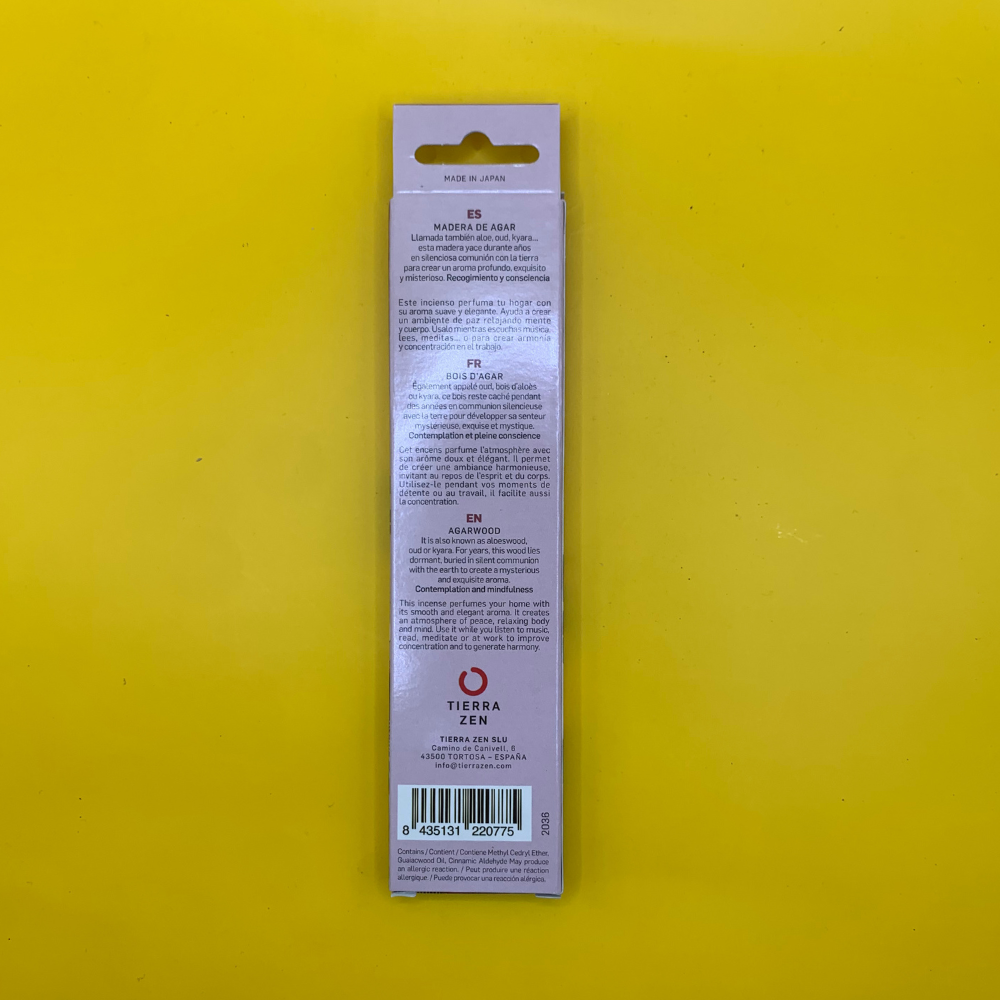 MADE IN JAPAN
ES
MADERA DE AGAR
Llamada también aloe, oud, kyara...
esta madera yace durante años
en silenciosa comunión con la tierra
para crear un aroma profundo, exquisito
y misterioso. Recogimiento y consciencia
Este incienso perfuma tu hogar con
su aroma suave y elegante. Ayuda a crear
un ambiente de paz relajando mente
y cuerpo. Úsalo mientras escuchas música,
lees, meditas... o para crear armonía
y concentración en el trabajo.
FR
BOIS D'AGAR
Également appalé oud, bois d'aloès
ou kyara, ce bois reste caché pendant
des années en communion silencieuse
avec la terre pour développer sa senteur
mystérieuse, exquise et mystique.
Contemplation et pleine conscience
Cet encens parfume l'atmosphère avec
son arôme doux et élégant. Il permet
de créer une ambiance harmonieuse,
invitant au repos de l'esprit et du corps.
Utilisez-le pendant vos moments de
détente ou au travail, il facilite aussi
la concentration.
EN
AGARWOOD
It is also known as aloeswood,
oud or kyara. For years, this wood lies
dormant, buried in silent communion
with the earth to create a mysterious
and exquisite aroma.
Contemplation and mindfulness
This incense perfumes your home with
its smooth and elegant aroma. It creates
an atmosphere of peace, relaxing body
and mind. Use it while you listen to music,
read, meditate or at work to improve
concentration and to generate harmony.
TIERRA
ZEN
TIERRA ZEN SLU
Camino de Canivell, 8
43500 TORTOSA – ESPAÑA
info@tierrazen.com
8 435131 220775
2036
Contains / Contient / Contiene Methyl Cedryl Ether,
Guaiacwood Oil, Cinnamic Aldehyde May produce
an allergic reaction. / Peut produire une réaction
allergique. / Puede provocar una reacción alérgica.